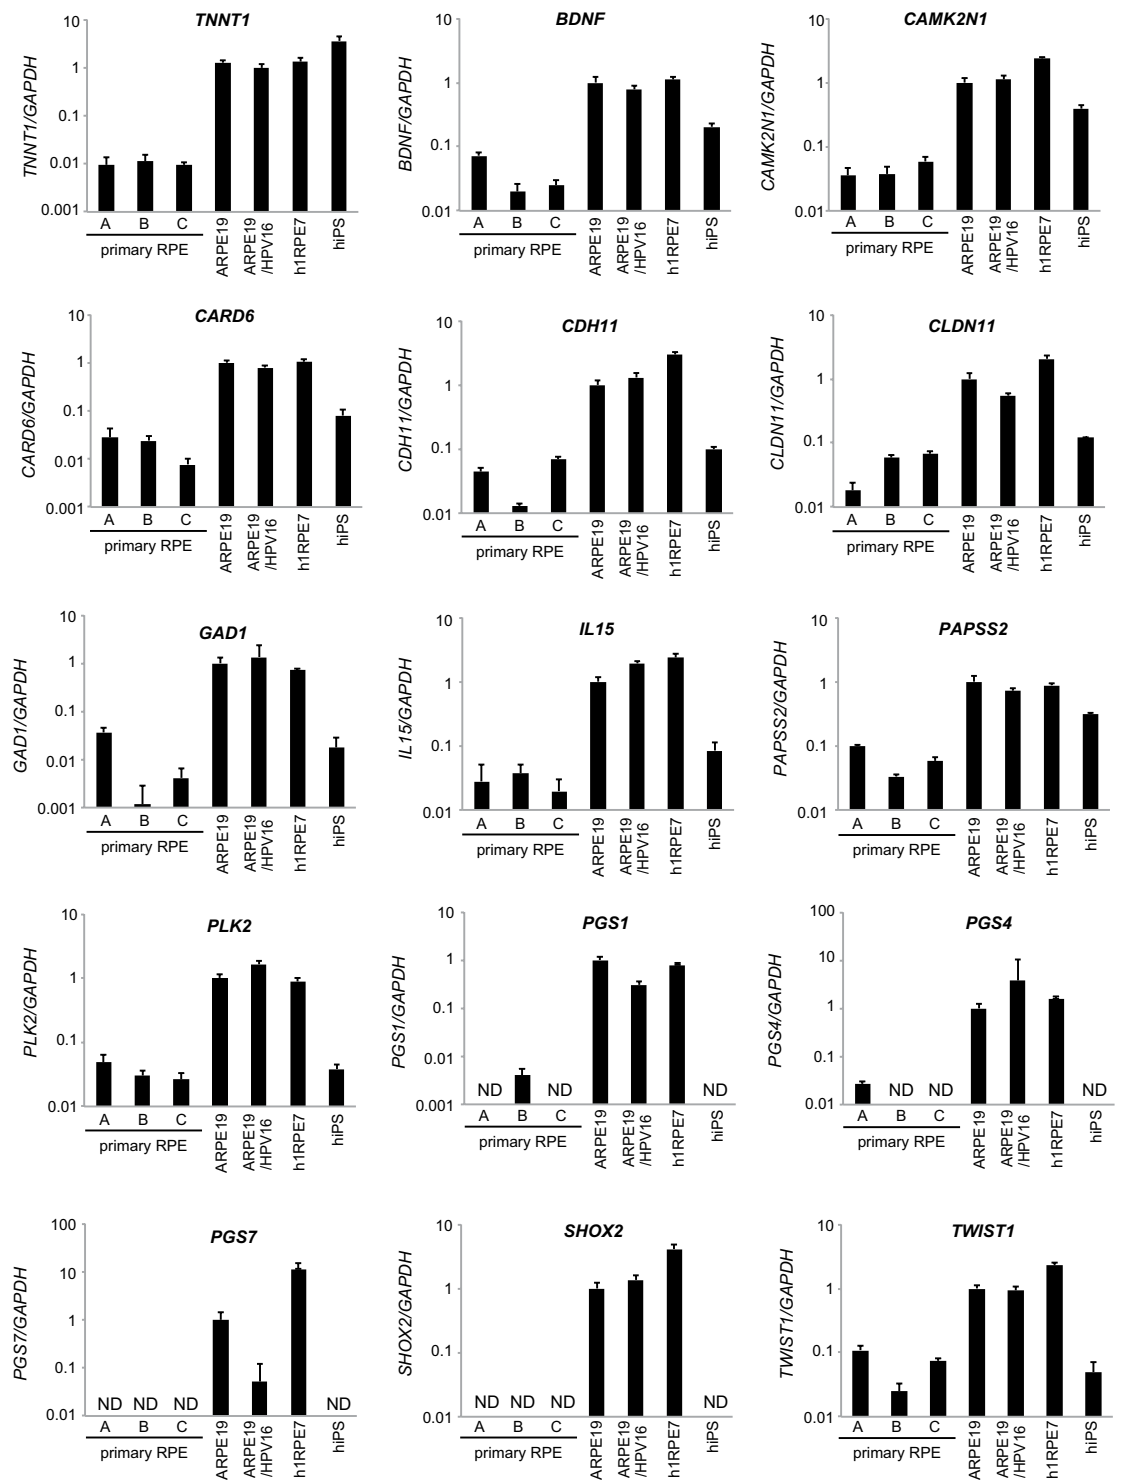 TNNT1
TNNT1/GAPDH
10
1
0.1
0.01
0.001
A B C
primary RPE
ARPE19
ARPE19
/HPV16
h1RPE7
hiPS
BDNF
BDNF/GAPDH
10
1
0.1
0.01
A B C
primary RPE
ARPE19
ARPE19
/HPV16
h1RPE7
hiPS
CAMK2N1
CAMK2N1/GAPDH
10
1
0.1
0.01
A B C
primary RPE
ARPE19
ARPE19
/HPV16
h1RPE7
hiPS
CARD6
CARD6/GAPDH
10
1
0.1
0.01
0.001
A B C
primary RPE
ARPE19
ARPE19
/HPV16
h1RPE7
hiPS
CDH11
CDH11/GAPDH
10
1
0.1
0.01
A B C
primary RPE
ARPE19
ARPE19
/HPV16
h1RPE7
hiPS
CLDN11
CLDN11/GAPDH
10
1
0.1
0.01
A B C
primary RPE
ARPE19
ARPE19
/HPV16
h1RPE7
hiPS
GAD1
GAD1/GAPDH
10
1
0.1
0.01
0.001
A B C
primary RPE
ARPE19
ARPE19
/HPV16
h1RPE7
hiPS
IL15
IL15/GAPDH
10
1
0.1
0.01
A B C
primary RPE
ARPE19
ARPE19
/HPV16
h1RPE7
hiPS
PAPSS2
PAPSS2/GAPDH
10
1
0.1
0.01
A B C
primary RPE
ARPE19
ARPE19
/HPV16
h1RPE7
hiPS
PLK2
PLK2/GAPDH
10
1
0.1
0.01
A B C
primary RPE
ARPE19
ARPE19
/HPV16
h1RPE7
hiPS
PGS1
PGS1/GAPDH
10
1
0.1
0.01
0.001
ND ND ND
A B C
primary RPE
ARPE19
ARPE19
/HPV16
h1RPE7
hiPS
PGS4
PGS4/GAPDH
100
10
1
0.1
0.01
ND ND ND
A B C
primary RPE
ARPE19
ARPE19
/HPV16
h1RPE7
hiPS
PGS7
PGS7/GAPDH
100
10
1
0.1
0.01
ND ND ND ND
A B C
primary RPE
ARPE19
ARPE19
/HPV16
h1RPE7
hiPS
SHOX2
SHOX2/GAPDH
10
1
0.1
0.01
ND ND ND ND
A B C
primary RPE
ARPE19
ARPE19
/HPV16
h1RPE7
hiPS
TWIST1
TWIST1/GAPDH
10
1
0.1
0.01
A B C
primary RPE
ARPE19
ARPE19
/HPV16
h1RPE7
hiPS